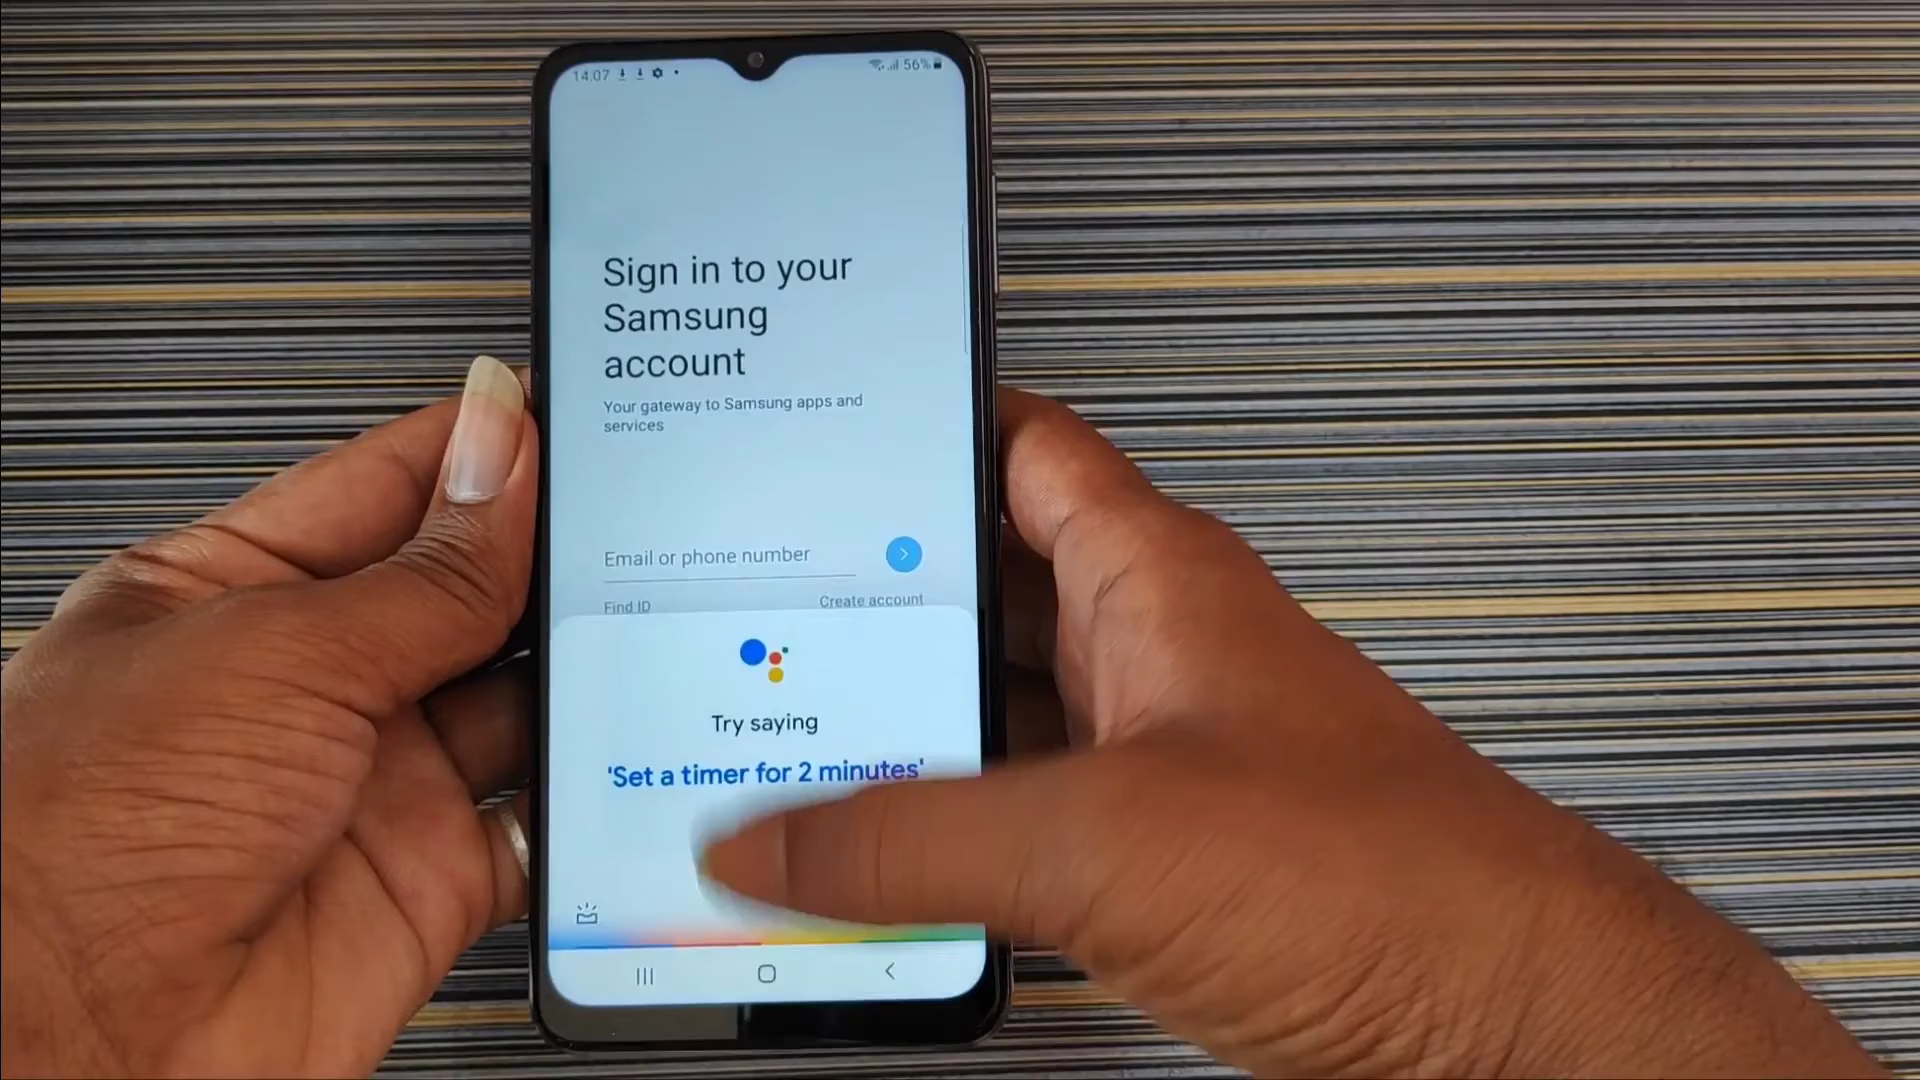 14.07
56%
Sign in to your
Samsung
account
Your gateway to Samsung apps and
services
Email or phone number
Find ID
Create account
Try saying
'Set a timer for 2 minutes'